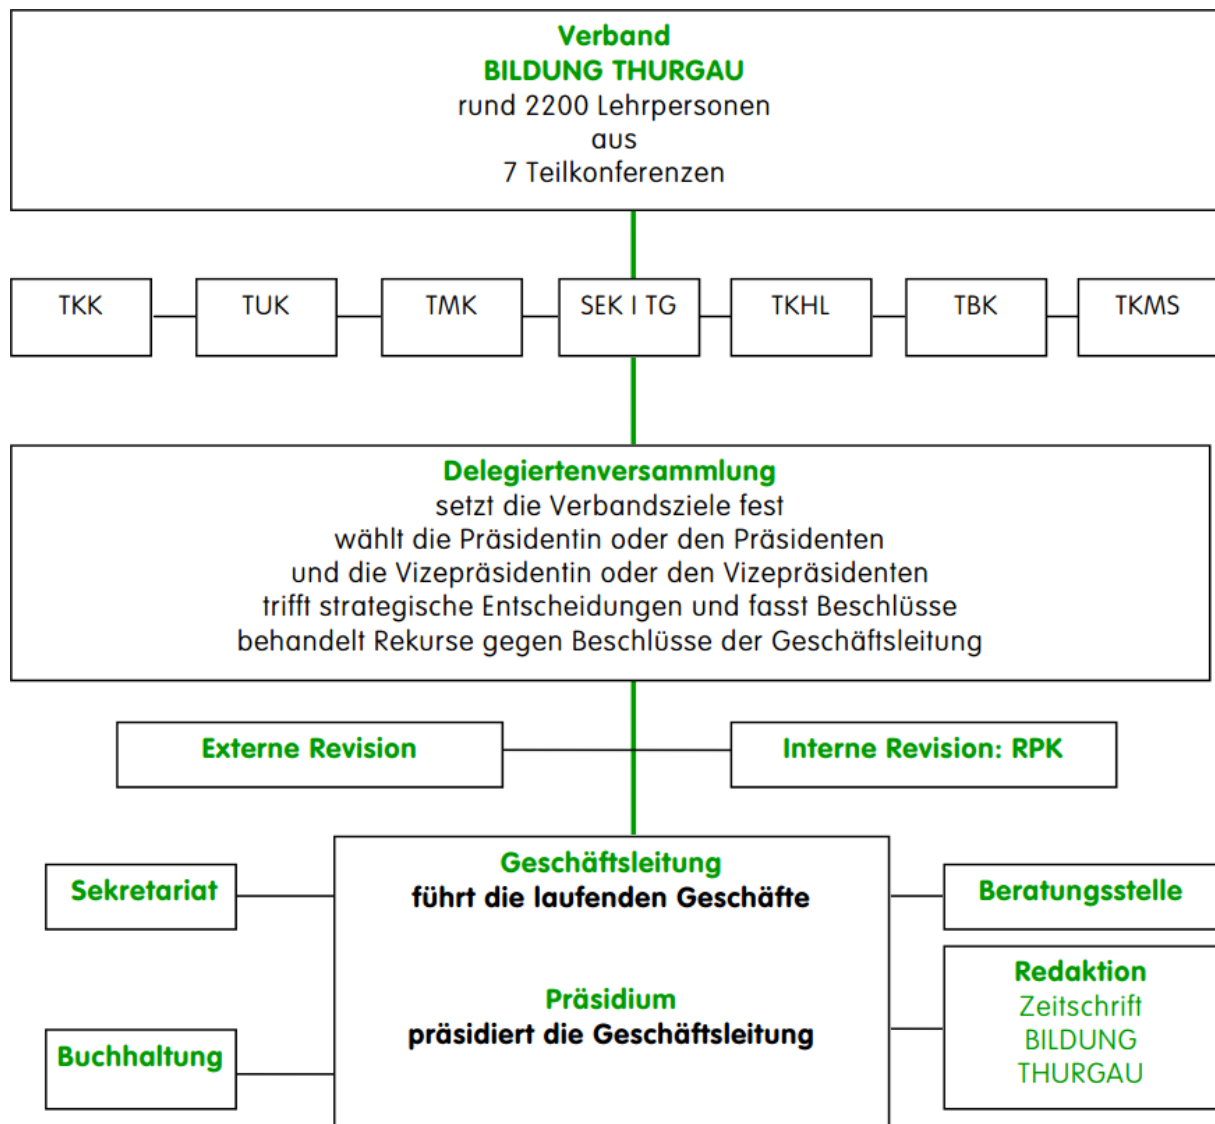 Verband
BILDUNG THURGAU
rund 2200 Lehrpersonen
aus
7 Teilkonferenzen
TKK
TUK
TMK
SEK I TG
TKHL
TBK
TKMS
Delegiertenversammlung
setzt die Verbandsziele fest
wählt die Präsidentin oder den Präsidenten
und die Vizepräsidentin oder den Vizepräsidenten
trifft strategische Entscheidungen und fasst Beschlüsse
behandelt Rekurse gegen Beschlüsse der Geschäftsleitung
Externe Revision
Interne Revision: RPK
Sekretariat
Geschäftsleitung
führt die laufenden Geschäfte
Präsidium
präsidiert die Geschäftsleitung
Beratungsstelle
Redaktion
Zeitschrift
BILDUNG
THURGAU
Buchhaltung